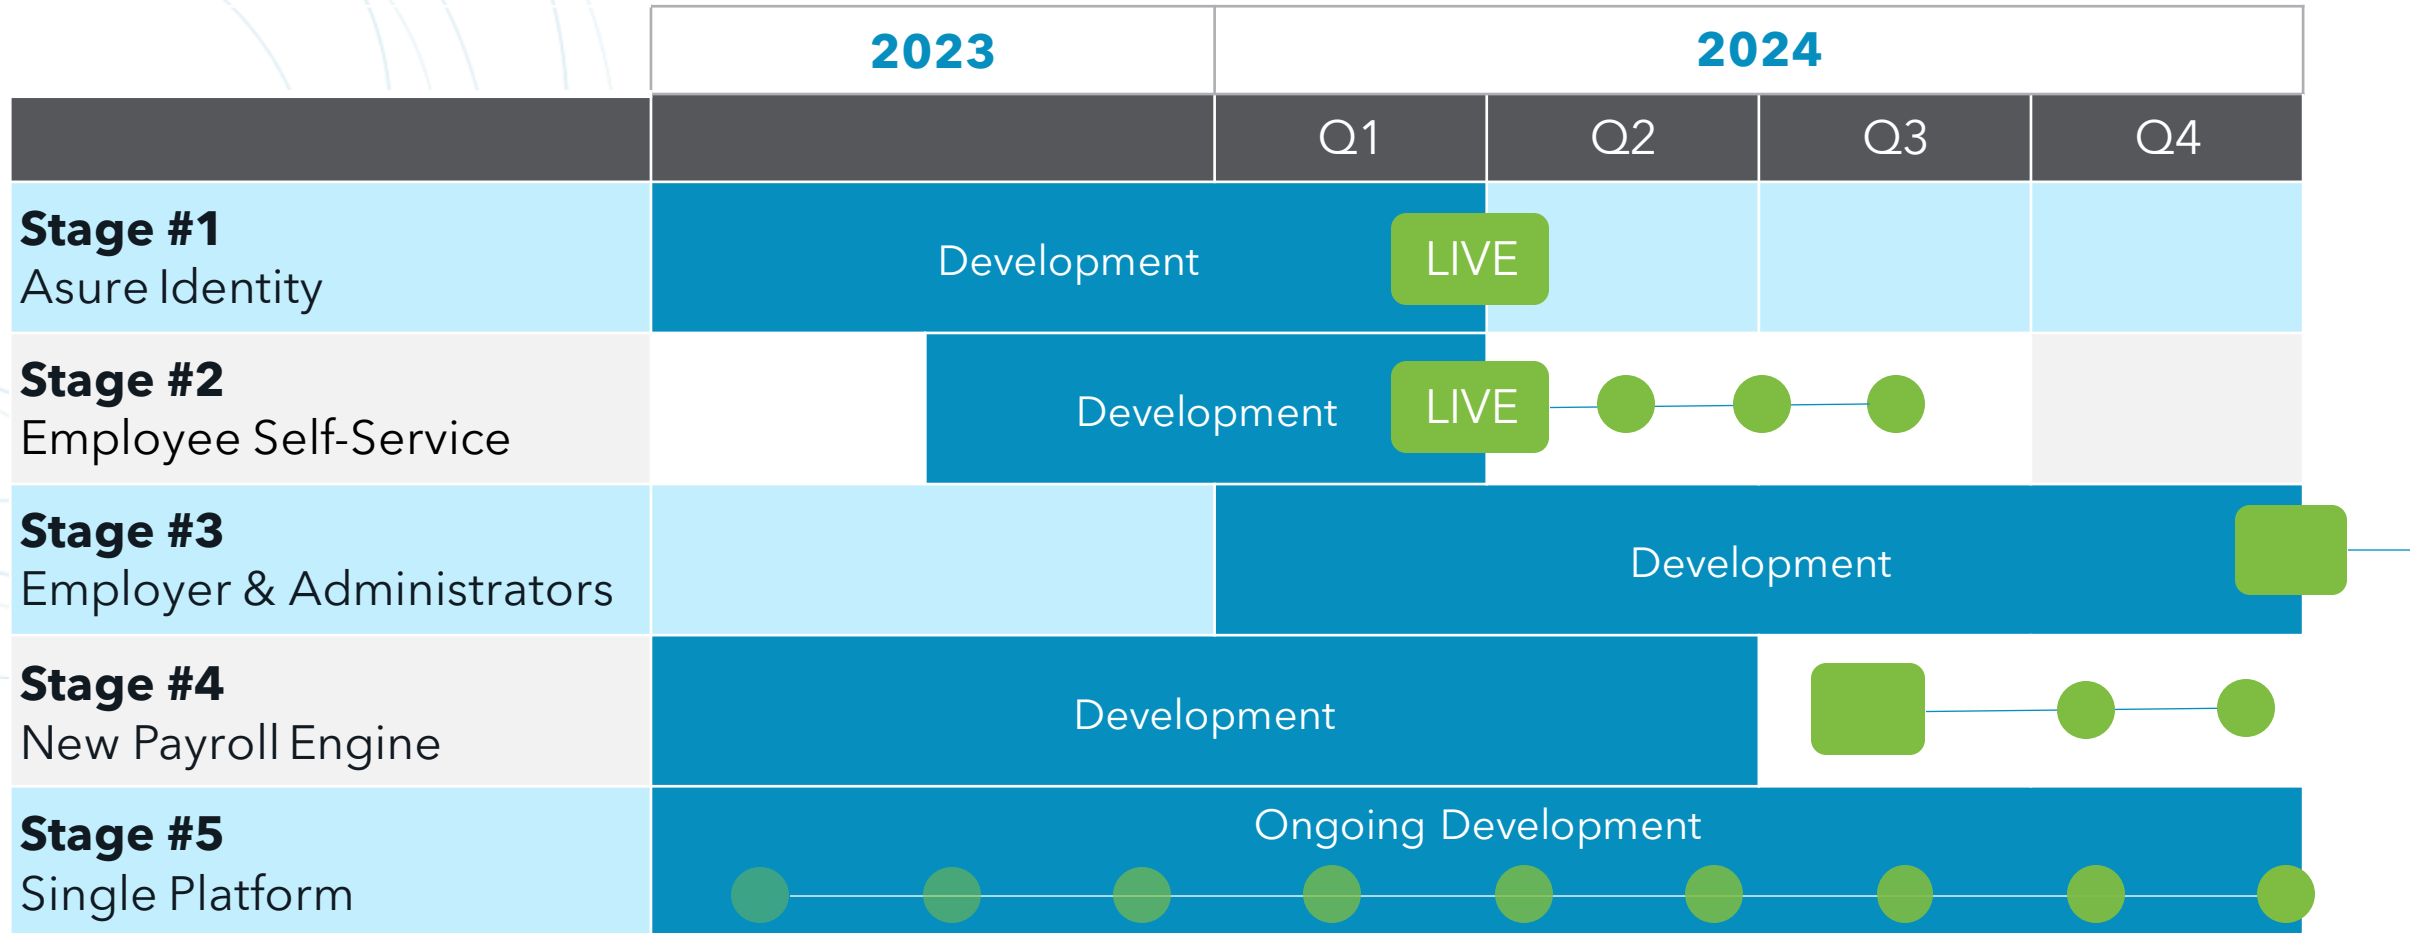 2023
2024
Q1
Q2
Q3
Q4
Stage #1
Asure Identity
Development
LIVE
Stage #2
Employee Self-Service
Development
LIVE
Stage #3
Employer & Administrators
Development
Stage #4
New Payroll Engine
Development
Stage #5
Single Platform
Ongoing Development